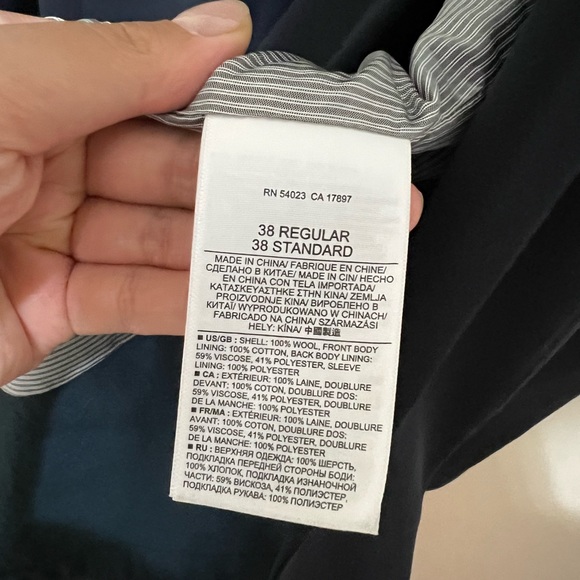 RN 54023 CA 17897
38 REGULAR
38 STANDARD
MADE IN CHINA/ FABRIQUE EN CHINE/
СДЕЛАНО В КИТАЕ/ MADE IN CIN/ HECHO
EN CHINA CON TELA IMPORTADA/
ΚΑΤΑΣΚΕΥΑΣΤΗΚΕ ΣΤΗΝ ΚΙΝΑ/ ZEMLJA
PROIZVODNJE KINA/ ВИРОБЛЕНО В
КИТАЇ/ WYPRODUKOWANO W CHINACH/
FABRICADO NA CHINA/ SZÁRMAZÁSI
HELY: KÍNA/ 中國製造
■ US/GB : SHELL: 100% WOOL, FRONT BODY
LINING: 100% COTTON, BACK BODY LINING:
59% VISCOSE, 41% POLYESTER, SLEEVE
LINING: 100% POLYESTER
■ CA : EXTÉRIEUR: 100% LAINE, DOUBLURE
DEVANT: 100% COTON, DOUBLURE DOS:
59% VISCOSE, 41% POLYESTER, DOUBLURE
DE LA MANCHE: 100% POLYESTER
■ FR/MA : EXTÉRIEUR: 100% LAINE, DOUBLURE
AVANT: 100% COTON, DOUBLURE DOS:
59% VISCOSE, 41% POLYESTER, DOUBLURE
DE LA MANCHE: 100% POLYESTER
■ RU : ВЕРХНЯЯ ОДЕЖДА: 100% ШЕРСТЬ,
ПОДКЛАДКА ПЕРЕДНЕЙ СТОРОНЫ БОДИ:
100% ХЛОПОК, ПОДКЛАДКА ИЗНАНОЧНОЙ
ЧАСТИ: 59% ВИСКОЗА, 41% ПОЛИЭСТЕР,
ПОДКЛАДКА РУКАВА: 100% ПОЛИЭСТЕР